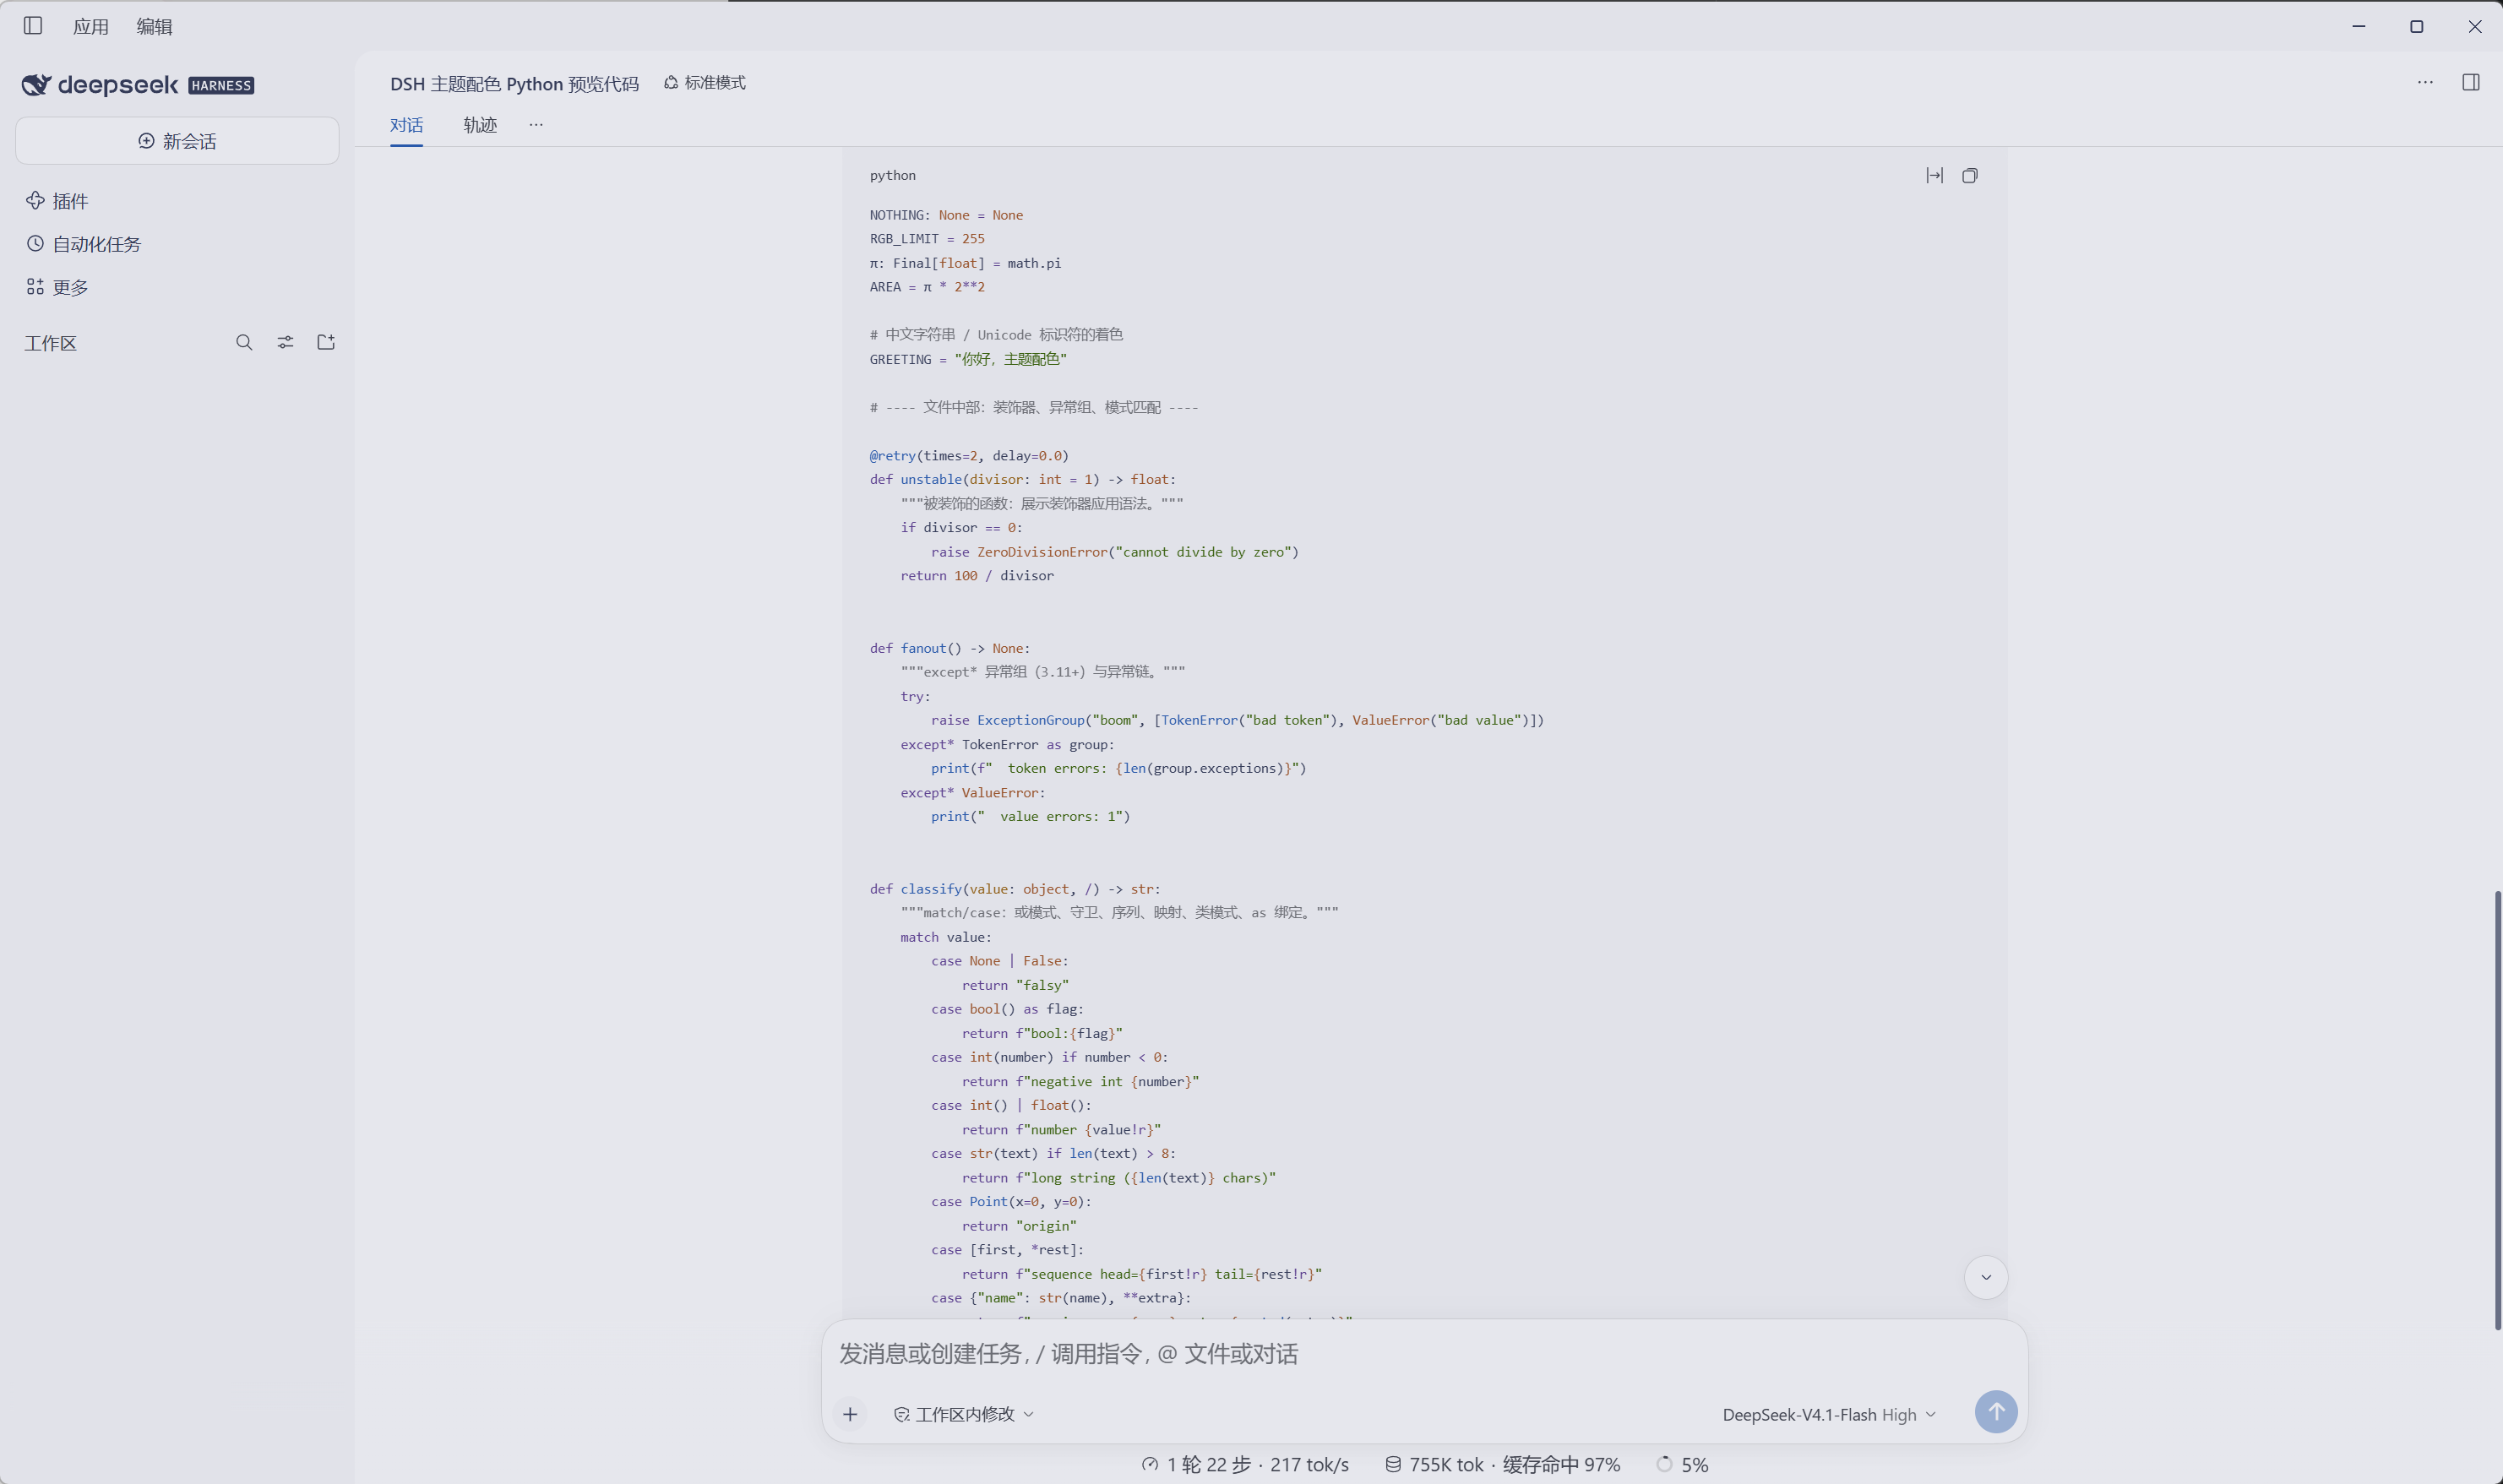 应用 编辑
deepseek HARNESS
新会话
插件
自动化任务
更多
工作区
DSH 主题配色 Python 预览代码 标准模式
对话 轨迹 ···
python
NOTHING: None = None
RGB_LIMIT = 255
π: Final[float] = math.pi
AREA = π * 2**2
# 中文字符串 / Unicode 标识符的着色
GREETING = "你好，主题配色"
# ---- 文件中部：装饰器、异常组、模式匹配 ----
@retry(times=2, delay=0.0)
def unstable(divisor: int = 1) -> float:
    """被装饰的函数：展示装饰器应用语法。"""
    if divisor == 0:
        raise ZeroDivisionError("cannot divide by zero")
    return 100 / divisor
def fanout() -> None:
    """except* 异常组（3.11+）与异常链。"""
    try:
        raise ExceptionGroup("boom", [TokenError("bad token"), ValueError("bad value")])
    except* TokenError as group:
        print(f"  token errors: {len(group.exceptions)}")
    except* ValueError:
        print("  value errors: 1")
def classify(value: object, /) -> str:
    """match/case：或模式、守卫、序列、映射、类模式、as 绑定。"""
    match value:
        case None | False:
            return "falsy"
        case bool() as flag:
            return f"bool:{flag}"
        case int(number) if number < 0:
            return f"negative int {number}"
        case int() | float():
            return f"number {value!r}"
        case str(text) if len(text) > 8:
            return f"long string ({len(text)} chars)"
        case Point(x=0, y=0):
            return "origin"
        case [first, *rest]:
            return f"sequence head={first!r} tail={rest!r}"
        case {"name": str(name), **extra}:
发消息或创建任务, / 调用指令, @ 文件或对话
工作区内修改
DeepSeek-V4.1-Flash High
1 轮 22 步 · 217 tok/s 755K tok · 缓存命中 97% 5%